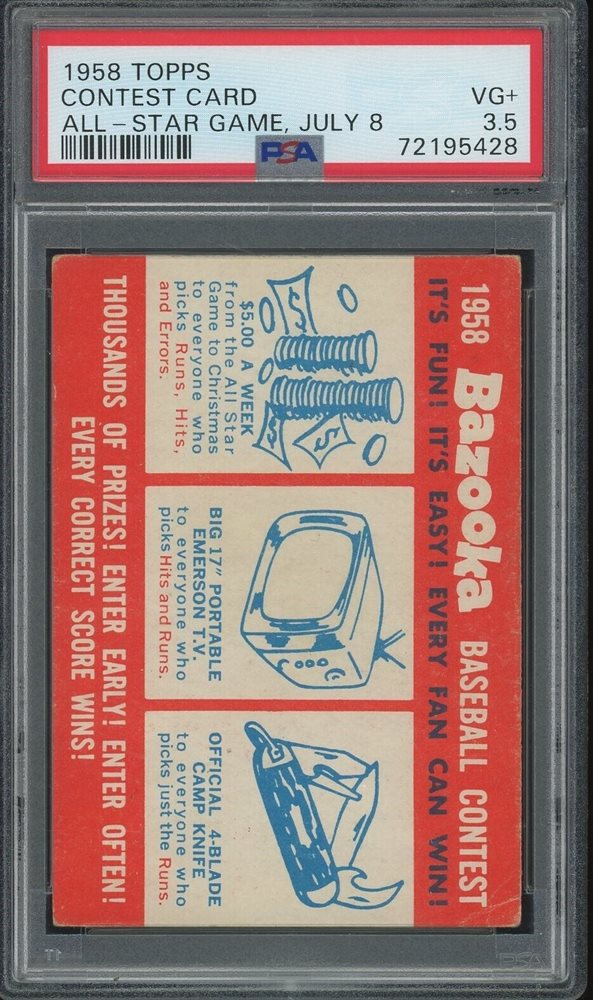 1958 TOPPS
CONTEST CARD VG+
ALL-STAR GAME, JULY 8 3.5
PSA 72195428
1958 Bazooka BASEBALL CONTEST
IT'S FUN! IT'S EASY! EVERY FAN CAN WIN!
$5.00 A WEEK
from the All Star
Game to Christmas
to everyone who
picks Runs, Hits,
and Errors.
BIG 17" PORTABLE
EMERSON T.V.
to everyone who
picks Hits and Runs.
OFFICIAL 4-BLADE
CAMP KNIFE
to everyone who
picks just the Runs.
THOUSANDS OF PRIZES! ENTER EARLY! ENTER OFTEN!
EVERY CORRECT SCORE WINS!
PSA